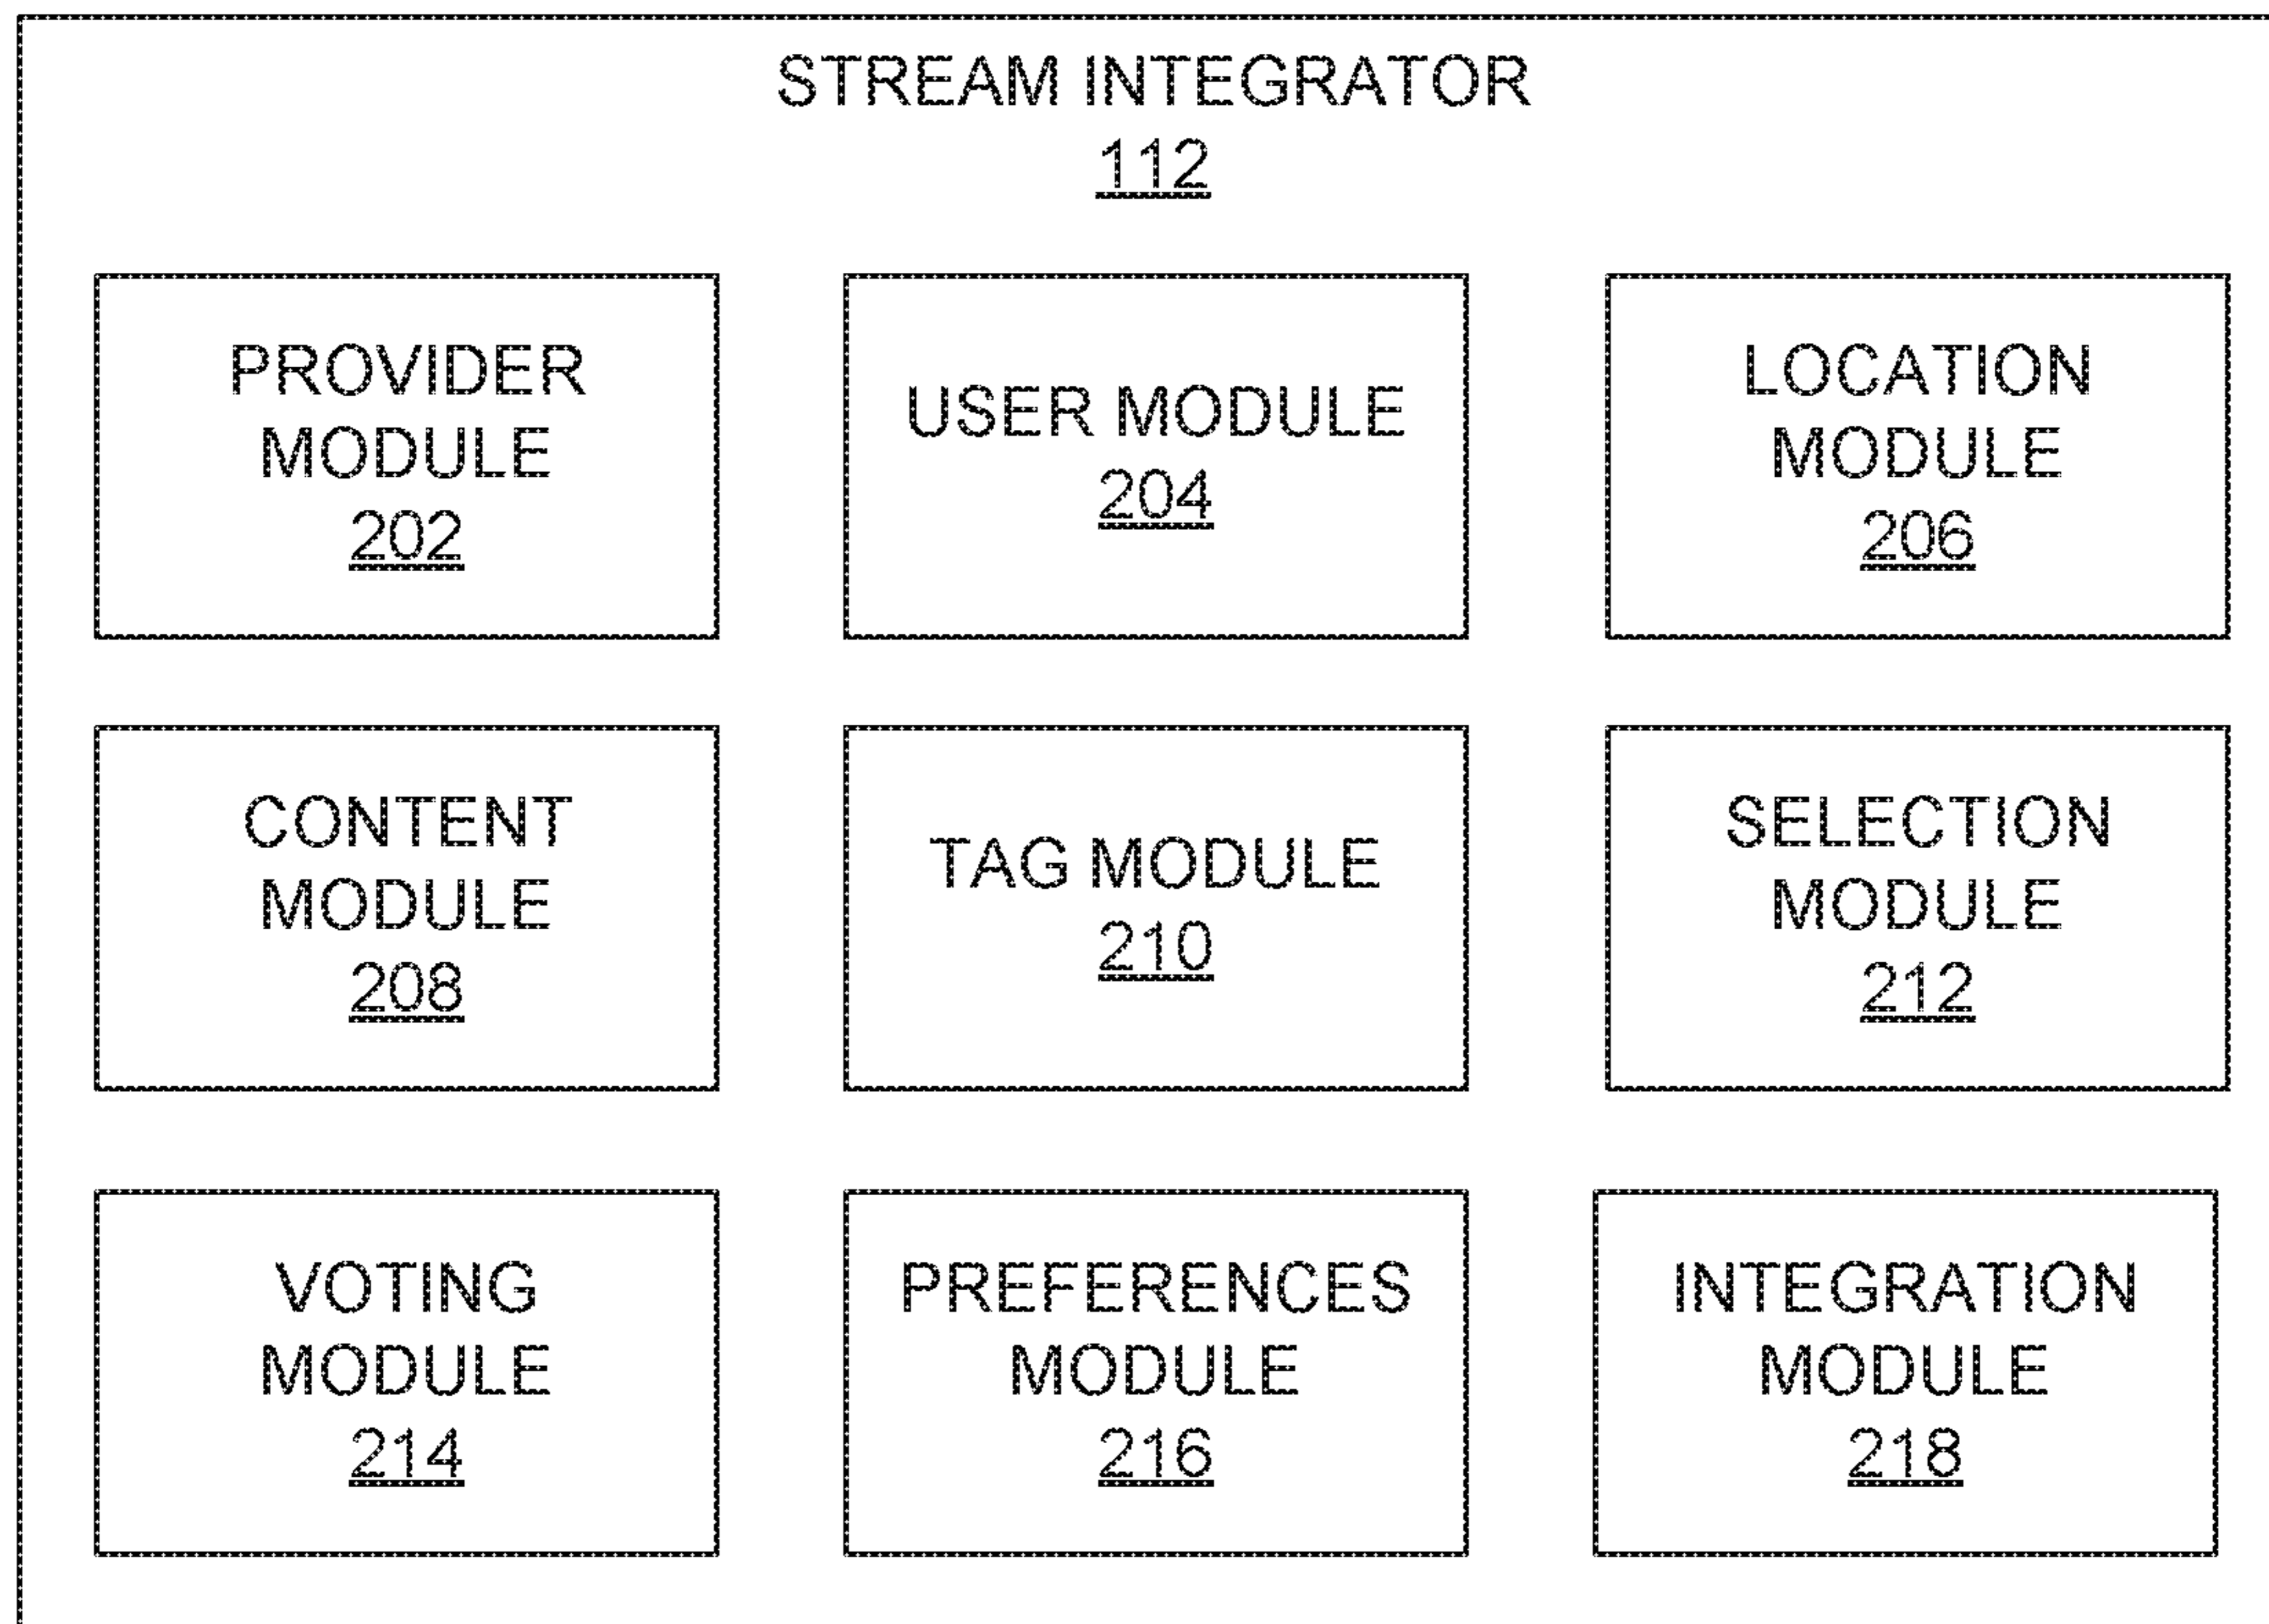 STREAM INTEGRATOR
112
PROVIDER
MODULE
202
USER MODULE
204
LOCATION
MODULE
206
CONTENT
MODULE
208
TAG MODULE
210
SELECTION
MODULE
212
VOTING
MODULE
214
PREFERENCES
MODULE
216
INTEGRATION
MODULE
218